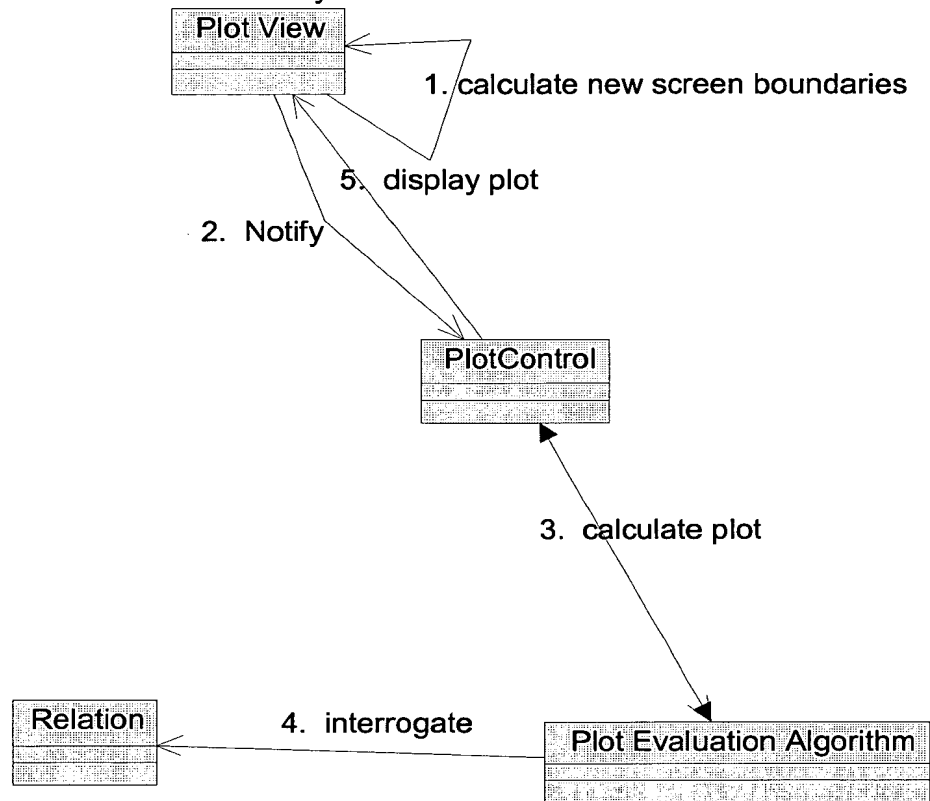 Plot View
1. calculate new screen boundaries
5. display plot
2. Notify
PlotControl
3. calculate plot
Relation
4. interrogate
Plot Evaluation Algorithm